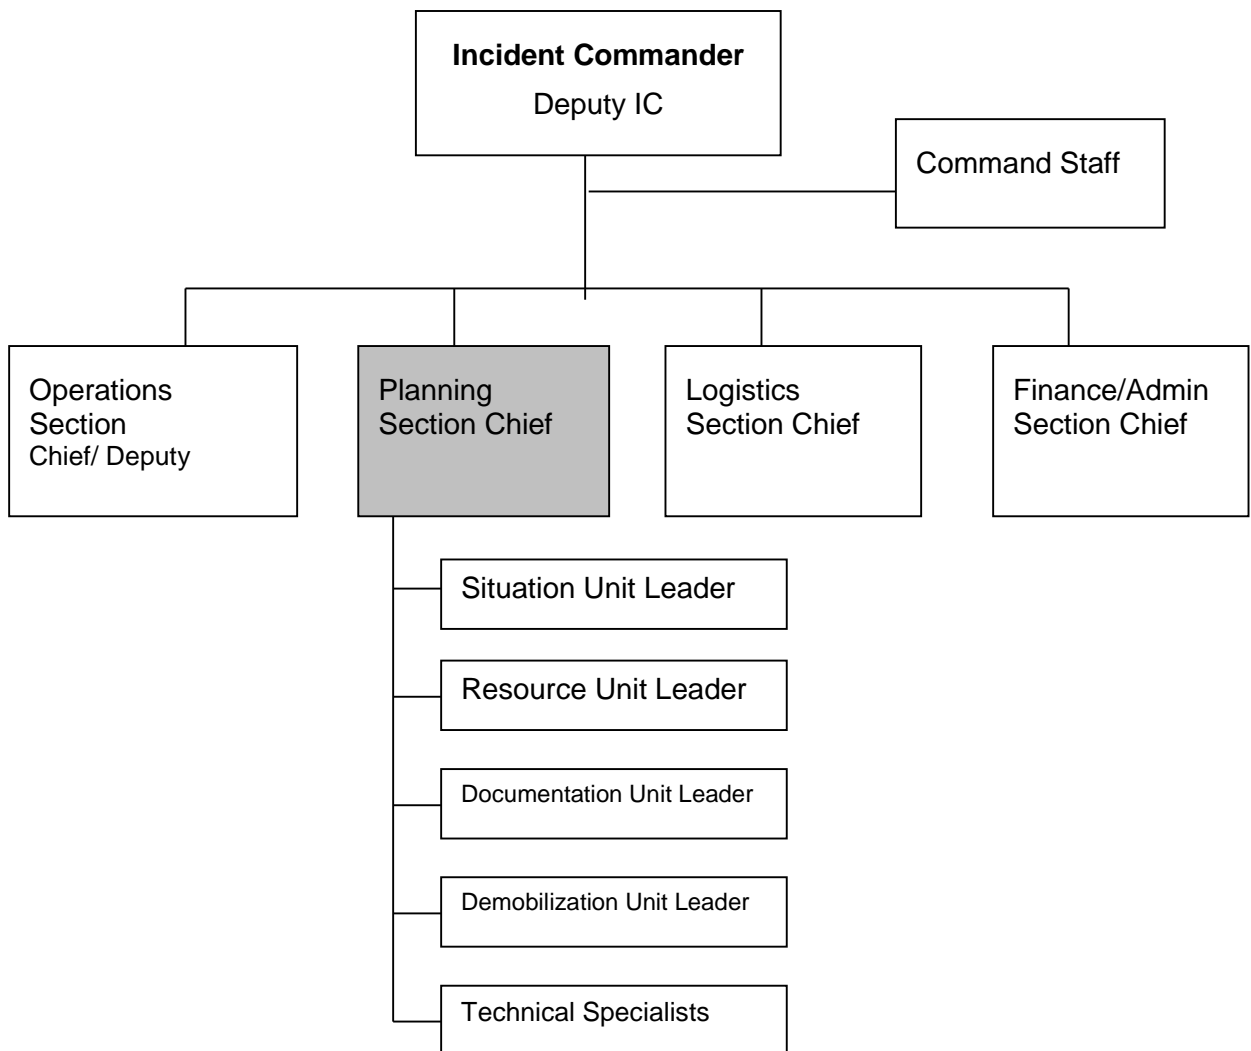 Incident Commander
Deputy IC
Command Staff
Operations
Section
Chief/ Deputy
Planning
Section Chief
Logistics
Section Chief
Finance/Admin
Section Chief
Situation Unit Leader
Resource Unit Leader
Documentation Unit Leader
Demobilization Unit Leader
Technical Specialists